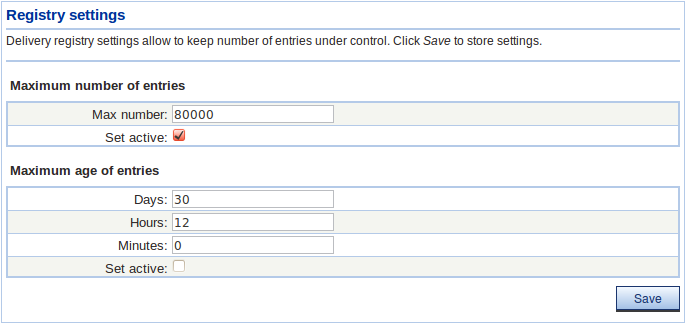 Registry settings
Delivery registry settings allow to keep number of entries under control. Click Save to store settings.
Maximum number of entries
Max number: 80000
Set active:
Maximum age of entries
Days: 30
Hours: 12
Minutes: 0
Set active:
Save